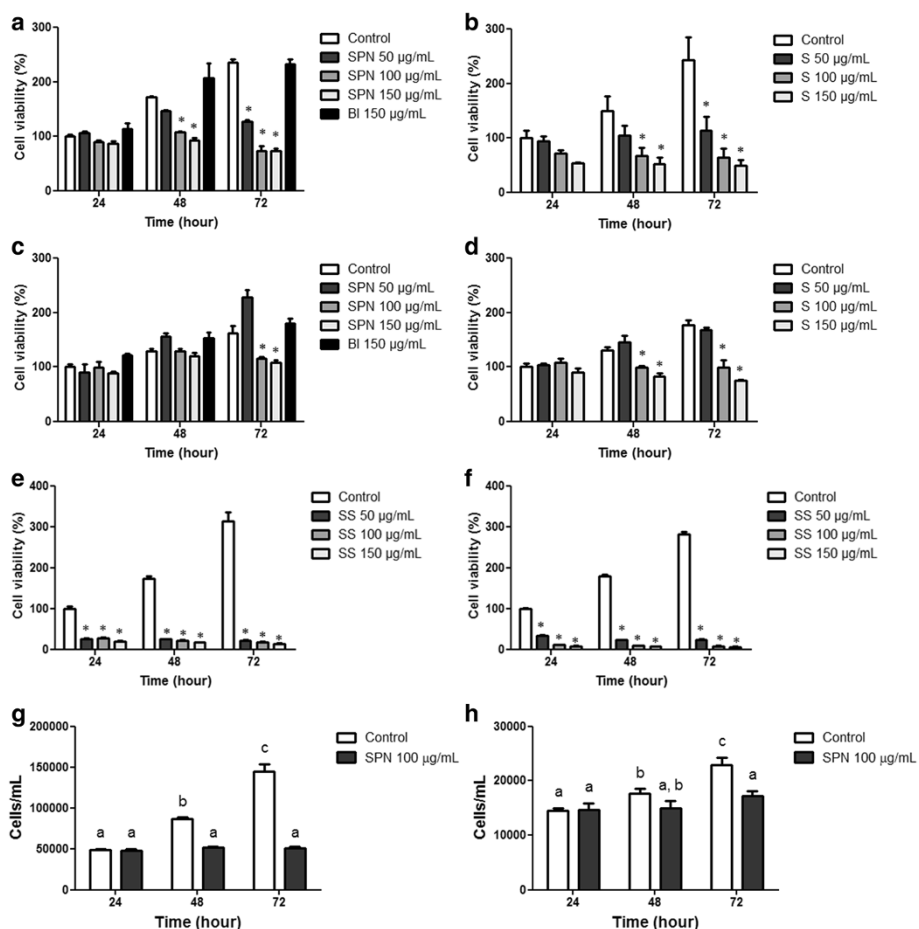 a
300
200
100
0
Cell viability (%)
* *
*
* *
24 48 72
Time (hour)
Control
SPN 50 µg/mL
SPN 100 µg/mL
SPN 150 µg/mL
Bl 150 µg/mL
b
300
200
100
0
Cell viability (%)
* *
* * *
24 48 72
Time (hour)
Control
S 50 µg/mL
S 100 µg/mL
S 150 µg/mL
c
300
200
100
0
Cell viability (%)
* *
24 48 72
Time (hour)
Control
SPN 50 µg/mL
SPN 100 µg/mL
SPN 150 µg/mL
Bl 150 µg/mL
d
300
200
100
0
Cell viability (%)
* *
* *
24 48 72
Time (hour)
Control
S 50 µg/mL
S 100 µg/mL
S 150 µg/mL
e
400
300
200
100
0
Cell viability (%)
* * * * * * * * *
24 48 72
Time (hour)
Control
SS 50 µg/mL
SS 100 µg/mL
SS 150 µg/mL
f
400
300
200
100
0
Cell viability (%)
* * * * * * * * *
24 48 72
Time (hour)
Control
SS 50 µg/mL
SS 100 µg/mL
SS 150 µg/mL
g
200000
150000
100000
50000
0
Cells/mL
a a b a c a
24 48 72
Time (hour)
Control
SPN 100 µg/mL
h
30000
20000
10000
0
Cells/mL
a a b a, b c a
24 48 72
Time (hour)
Control
SPN 100 µg/mL